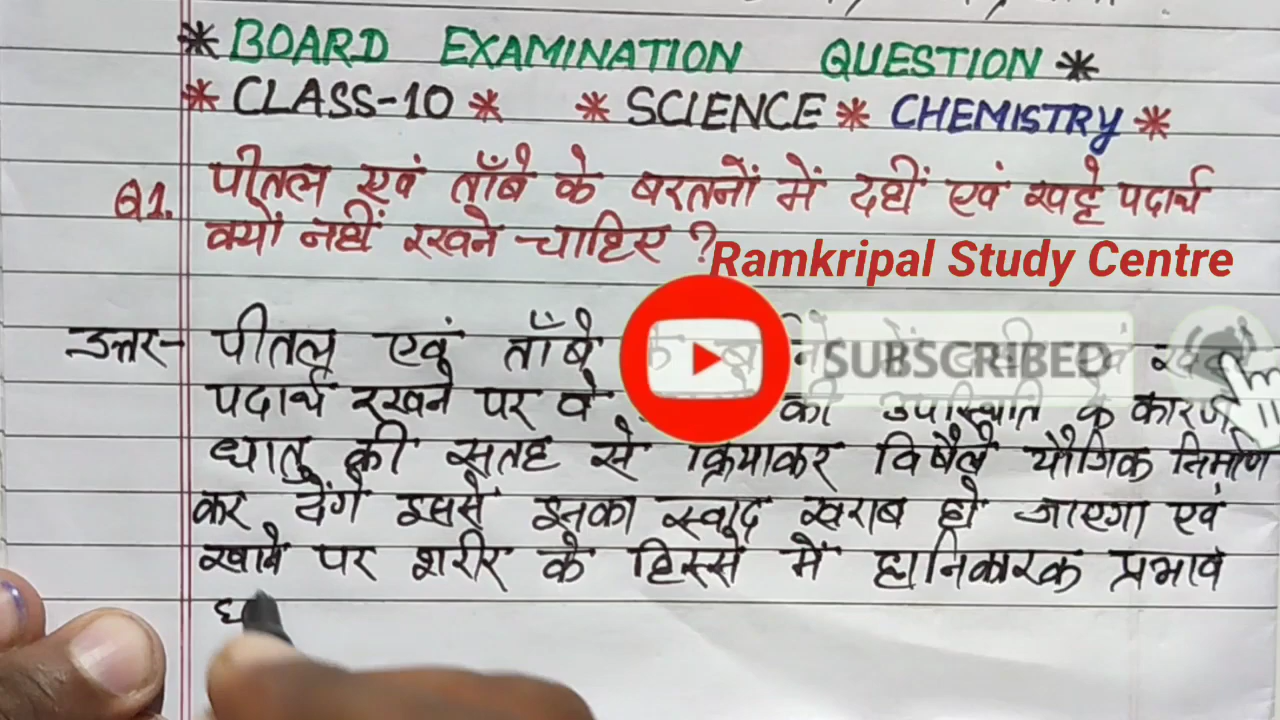 * BOARD EXAMINATION QUESTION *
* CLASS-10 * * SCIENCE * CHEMISTRY *
Q1. पीतल एवं ताँबे के बरतनों में दहीं एवं खट्टे पदार्थ
क्यों नहीं रखने चाहिए ?
Ramkripal Study Centre
उत्तर- पीतल एवं ताँबे
SUBSCRIBED
पदार्थ रखने पर वे की उपस्थिति के कारण
धातु की सतह से क्रियाकर विषैले यौगिक निर्माण
कर देंगे इससे इनका स्वाद खराब हो जाएगा एवं
खाने पर शरीर के हिस्से में हानिकारक प्रभाव